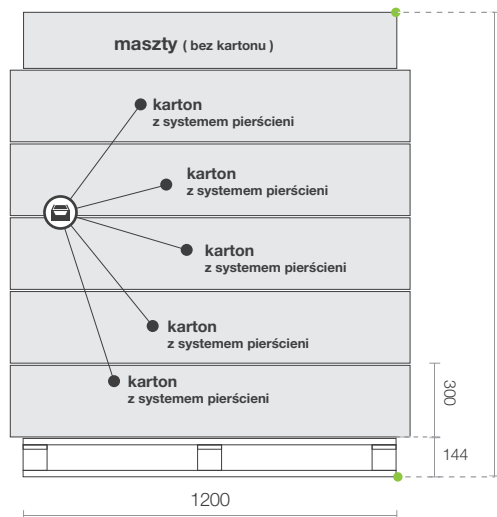 maszty ( bez kartonu )
karton
z systemem pierścieni
karton
z systemem pierścieni
karton
z systemem pierścieni
karton
z systemem pierścieni
karton
z systemem pierścieni
300
144
1200